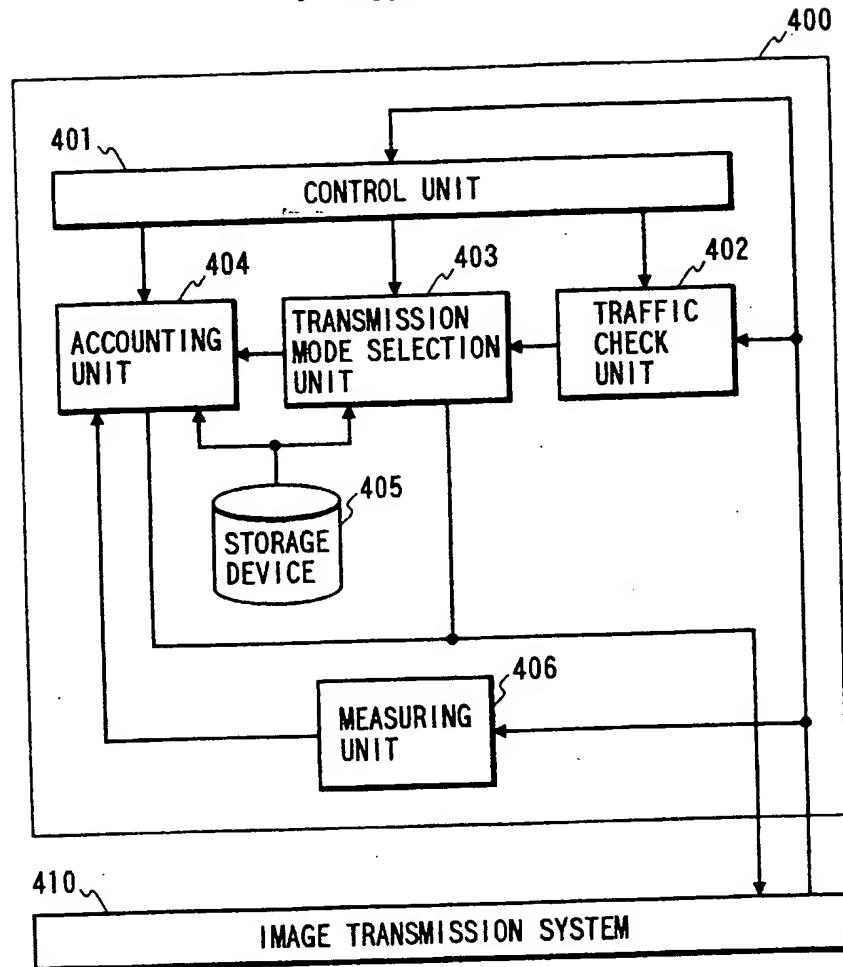 400
401
CONTROL UNIT
404
403
402
ACCOUNTING
UNIT
TRANSMISSION
MODE SELECTION
UNIT
TRAFFIC
CHECK
UNIT
405
STORAGE
DEVICE
406
MEASURING
UNIT
410
IMAGE TRANSMISSION SYSTEM